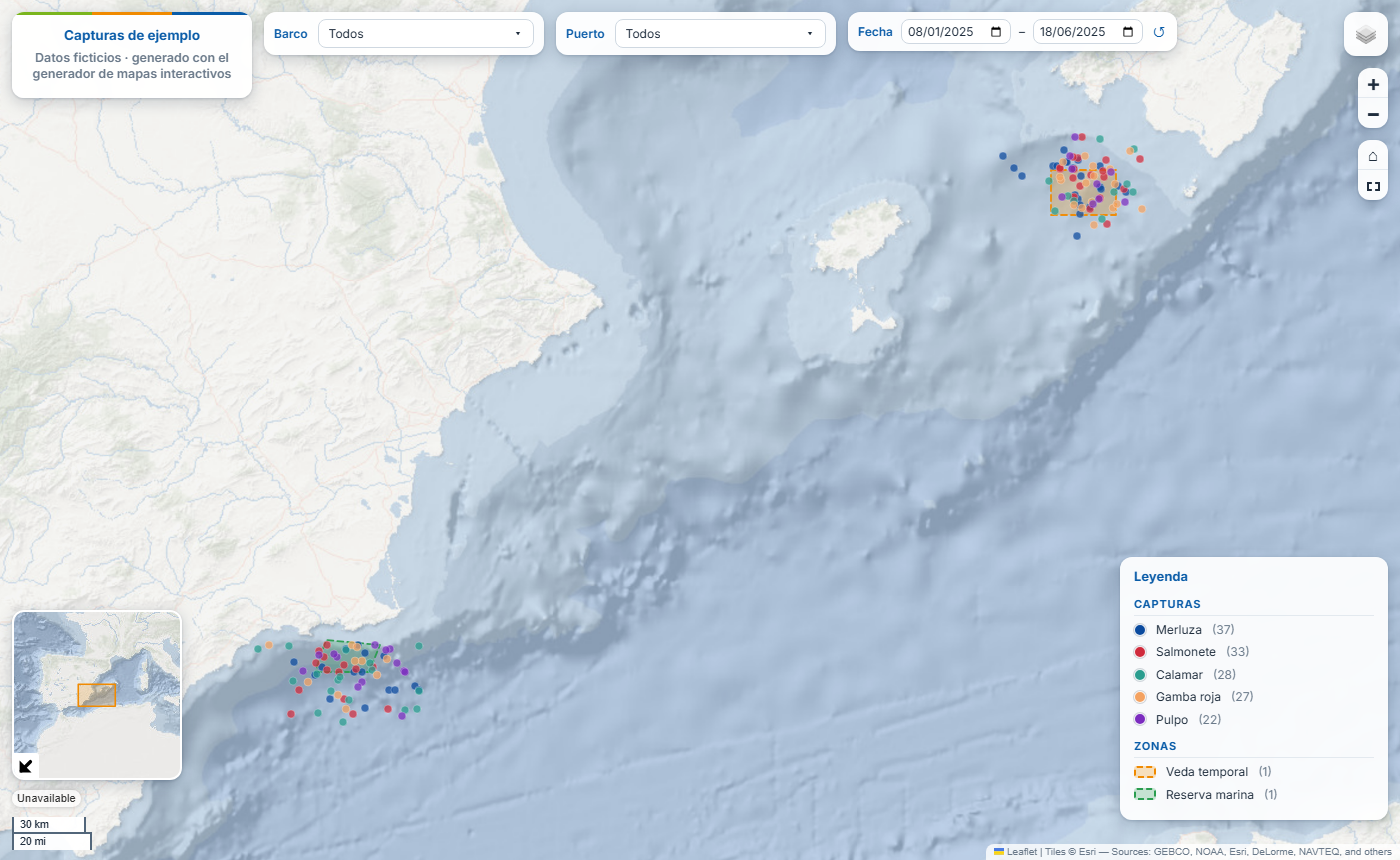 Capturas de ejemplo
Datos ficticios · generado con el
generador de mapas interactivos
Barco Todos
Puerto Todos
Fecha 08/01/2025 – 18/06/2025 ↺
+
−
⌂
Leyenda
CAPTURAS
Merluza (37)
Salmonete (33)
Calamar (28)
Gamba roja (27)
Pulpo (22)
ZONAS
Veda temporal (1)
Reserva marina (1)
Unavailable
30 km
20 mi
Leaflet | Tiles © Esri — Sources: GEBCO, NOAA, Esri, DeLorme, NAVTEQ, and others